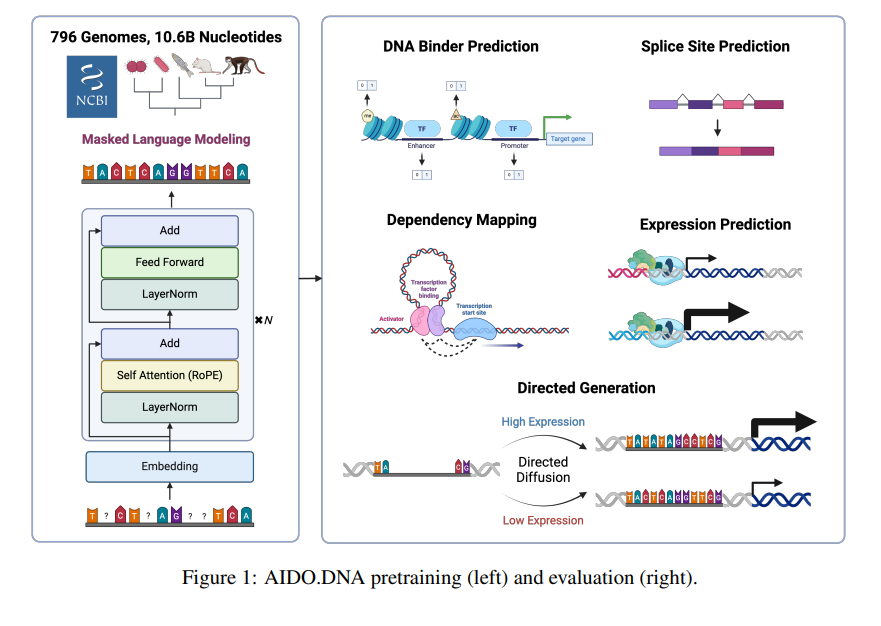 796 Genomes, 10.6B Nucleotides
NCBI
Masked Language Modeling
T A C T C A G G T T C A
Add
Feed Forward
LayerNorm
Add
Self Attention (RoPE)
LayerNorm
✖N
Embedding
T ? C T ? A G ? ? T C A
DNA Binder Prediction
0 1
0 1
me
ac
TF
TF
Enhancer
Promoter
Target gene
0 1
0 1
Splice Site Prediction
Dependency Mapping
Transcription
factor
binding
Activator
Transcription
start site
Expression Prediction
Directed Generation
High Expression
T A
C G
Directed
Diffusion
Low Expression
T A T A T A G C C T C G
T A C T C A G G T T C G
Figure 1: AIDO.DNA pretraining (left) and evaluation (right).